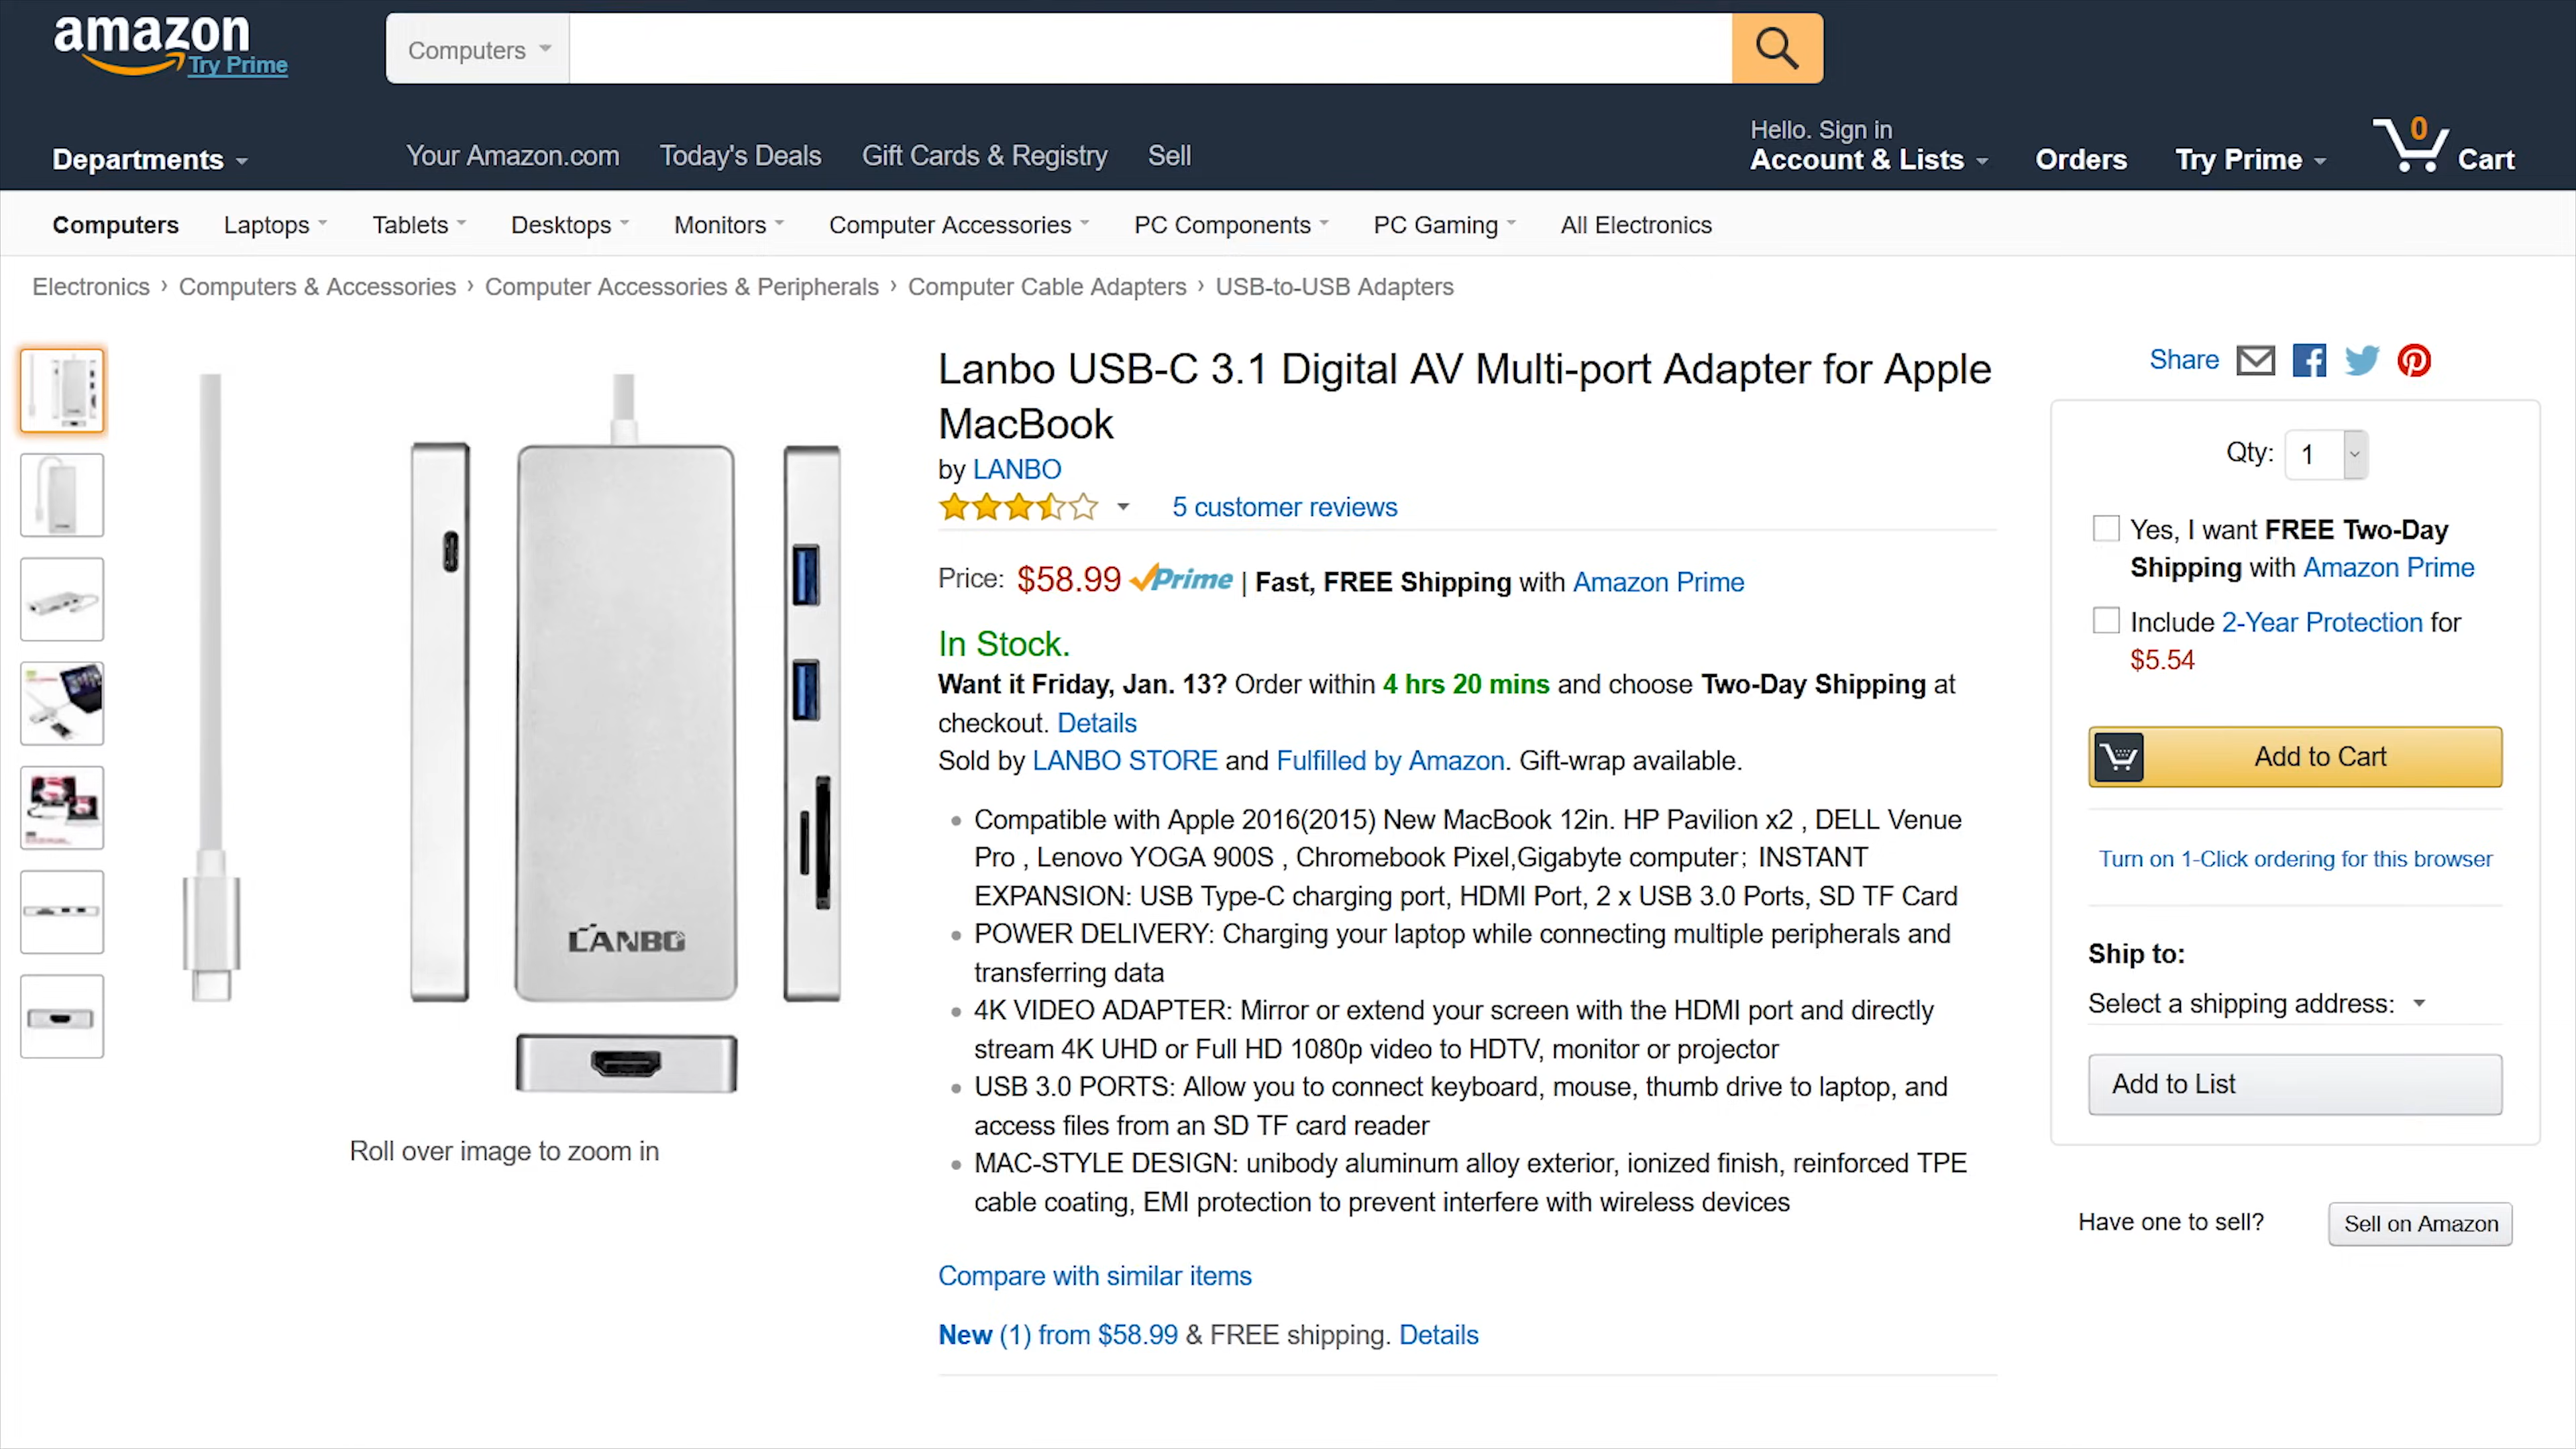 amazon
Try Prime
Computers
Departments
Your Amazon.com
Today's Deals
Gift Cards & Registry
Sell
Hello. Sign in
Account & Lists
Orders
Try Prime
0
Cart
Computers
Laptops
Tablets
Desktops
Monitors
Computer Accessories
PC Components
PC Gaming
All Electronics
Electronics › Computers & Accessories › Computer Accessories & Peripherals › Computer Cable Adapters › USB-to-USB Adapters
LANBO
Roll over image to zoom in
Lanbo USB-C 3.1 Digital AV Multi-port Adapter for Apple
MacBook
by LANBO
5 customer reviews
Price: $58.99 Prime | Fast, FREE Shipping with Amazon Prime
In Stock.
Want it Friday, Jan. 13? Order within 4 hrs 20 mins and choose Two-Day Shipping at
checkout. Details
Sold by LANBO STORE and Fulfilled by Amazon. Gift-wrap available.
Compatible with Apple 2016(2015) New MacBook 12in. HP Pavilion x2 , DELL Venue
Pro , Lenovo YOGA 900S , Chromebook Pixel,Gigabyte computer; INSTANT
EXPANSION: USB Type-C charging port, HDMI Port, 2 x USB 3.0 Ports, SD TF Card
POWER DELIVERY: Charging your laptop while connecting multiple peripherals and
transferring data
4K VIDEO ADAPTER: Mirror or extend your screen with the HDMI port and directly
stream 4K UHD or Full HD 1080p video to HDTV, monitor or projector
USB 3.0 PORTS: Allow you to connect keyboard, mouse, thumb drive to laptop, and
access files from an SD TF card reader
MAC-STYLE DESIGN: unibody aluminum alloy exterior, ionized finish, reinforced TPE
cable coating, EMI protection to prevent interfere with wireless devices
Compare with similar items
New (1) from $58.99 & FREE shipping. Details
Share
Qty: 1
Yes, I want FREE Two-Day
Shipping with Amazon Prime
Include 2-Year Protection for
$5.54
Add to Cart
Turn on 1-Click ordering for this browser
Ship to:
Select a shipping address:
Add to List
Have one to sell?
Sell on Amazon